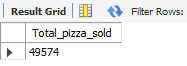 Result Grid Filter Rows:
Total_pizza_sold
49574